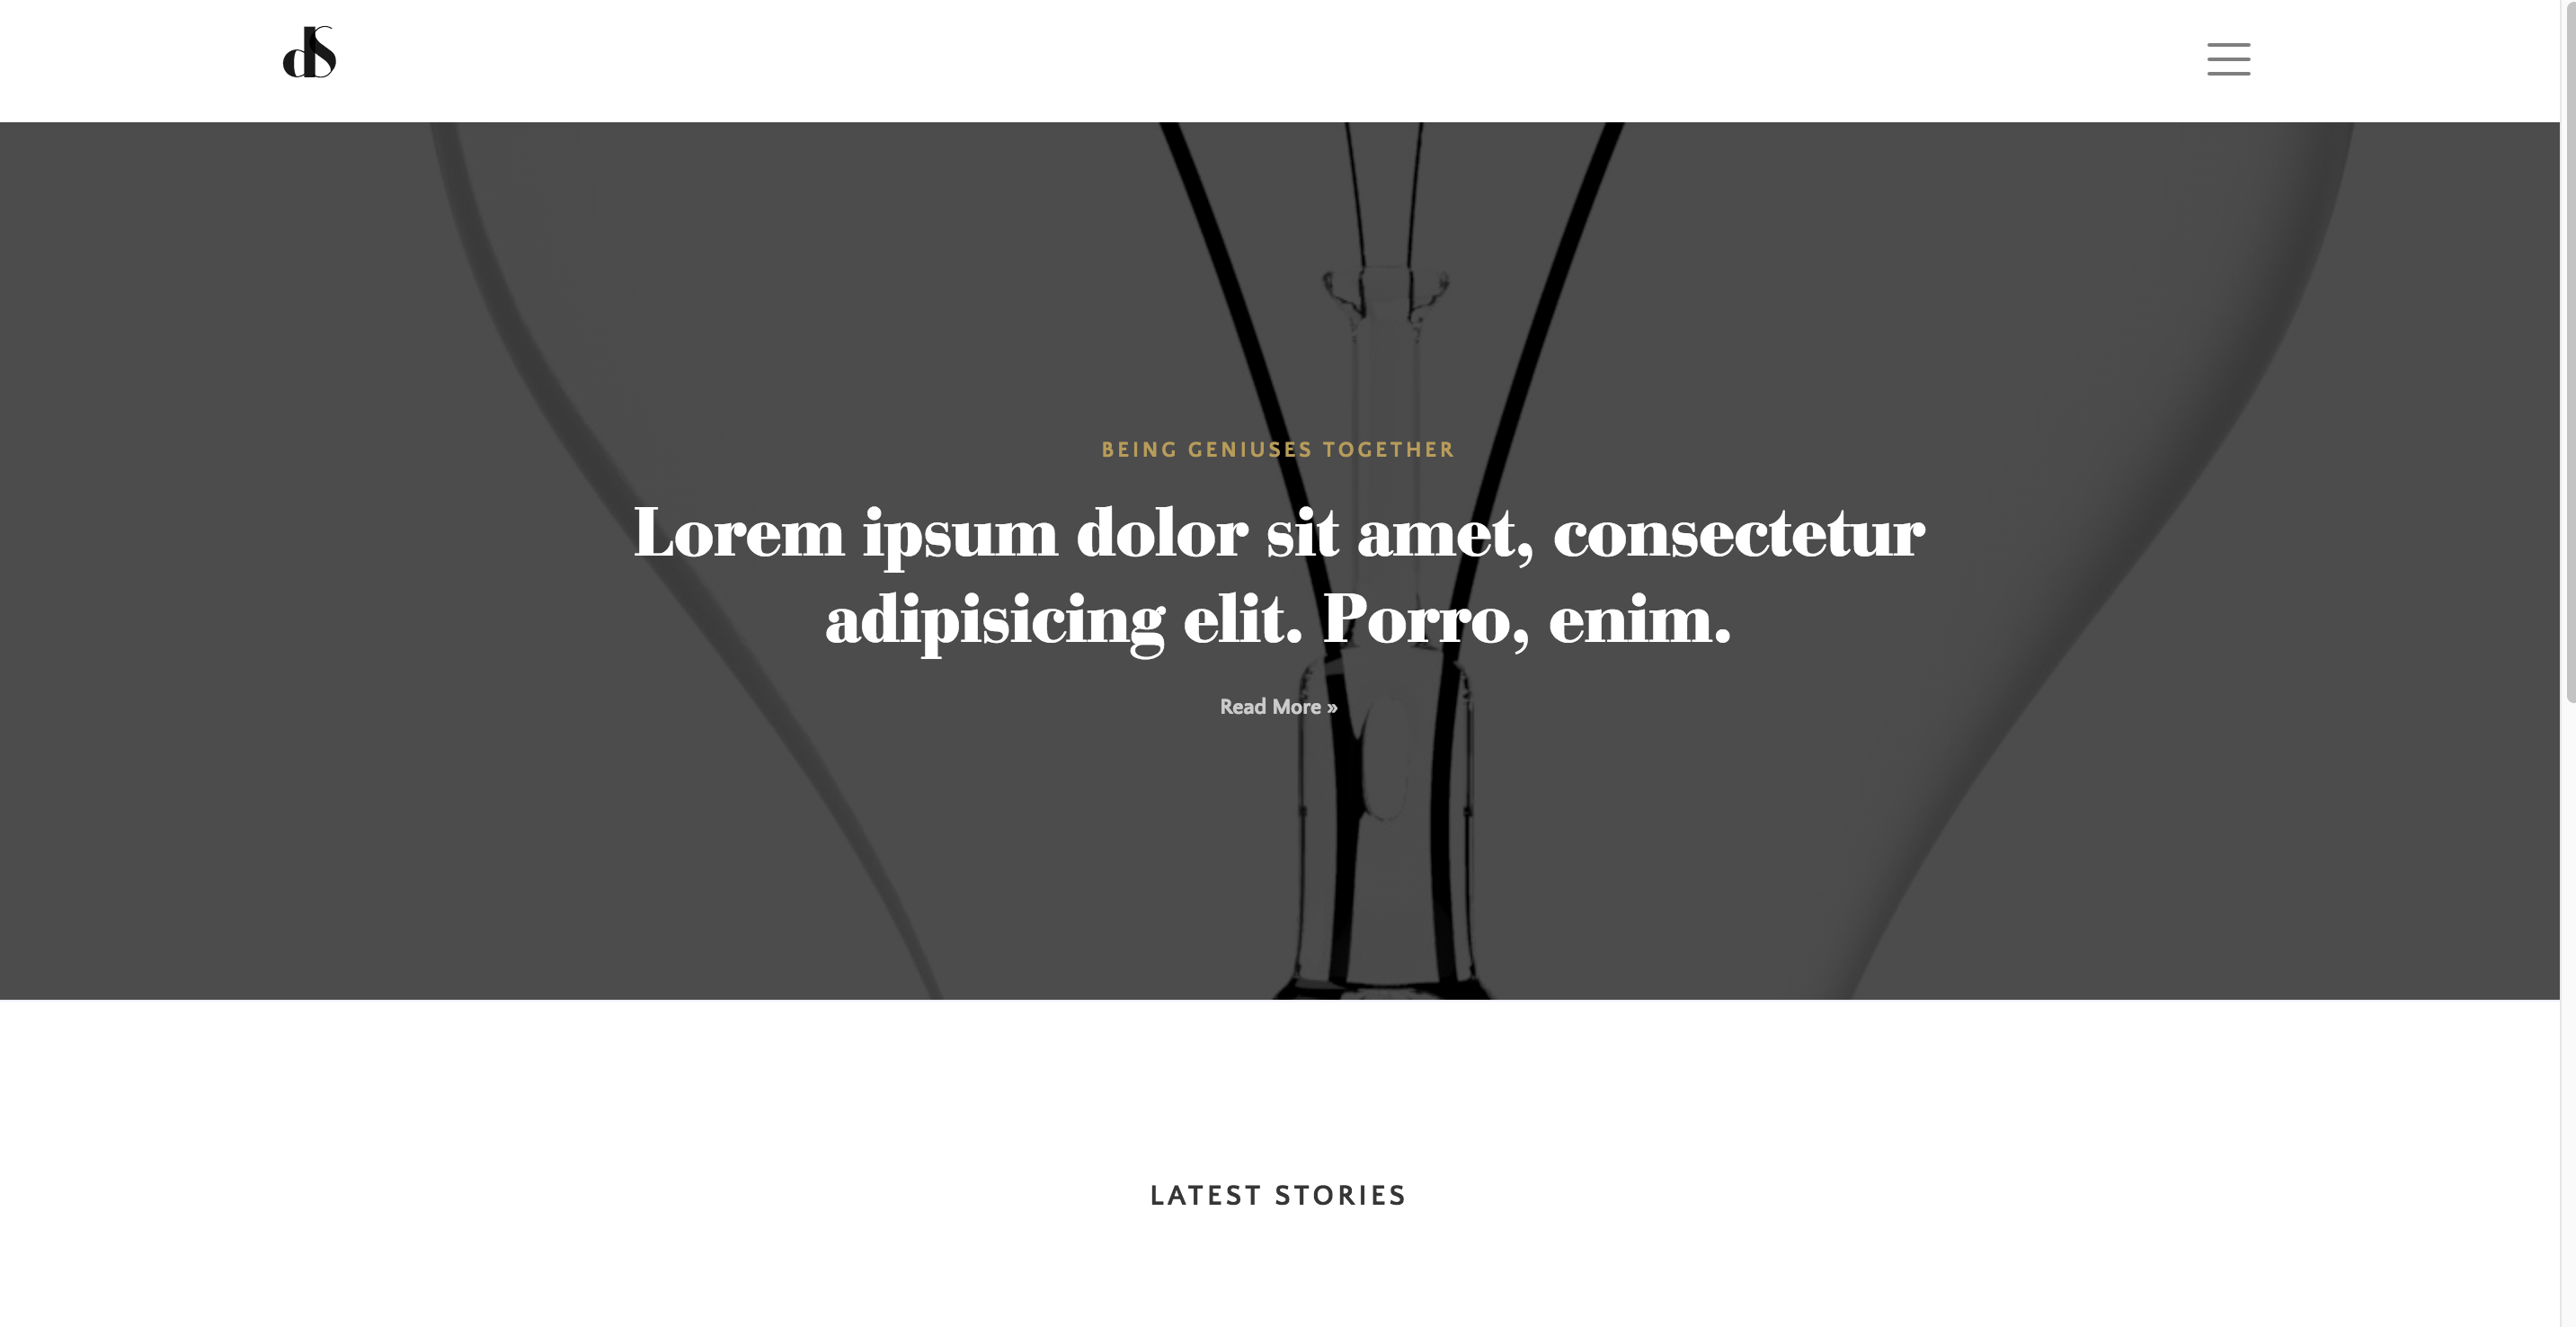 dS
BEING GENIUSES TOGETHER
Lorem ipsum dolor sit amet, consectetur
adipisicing elit. Porro, enim.
Read More »
LATEST STORIES